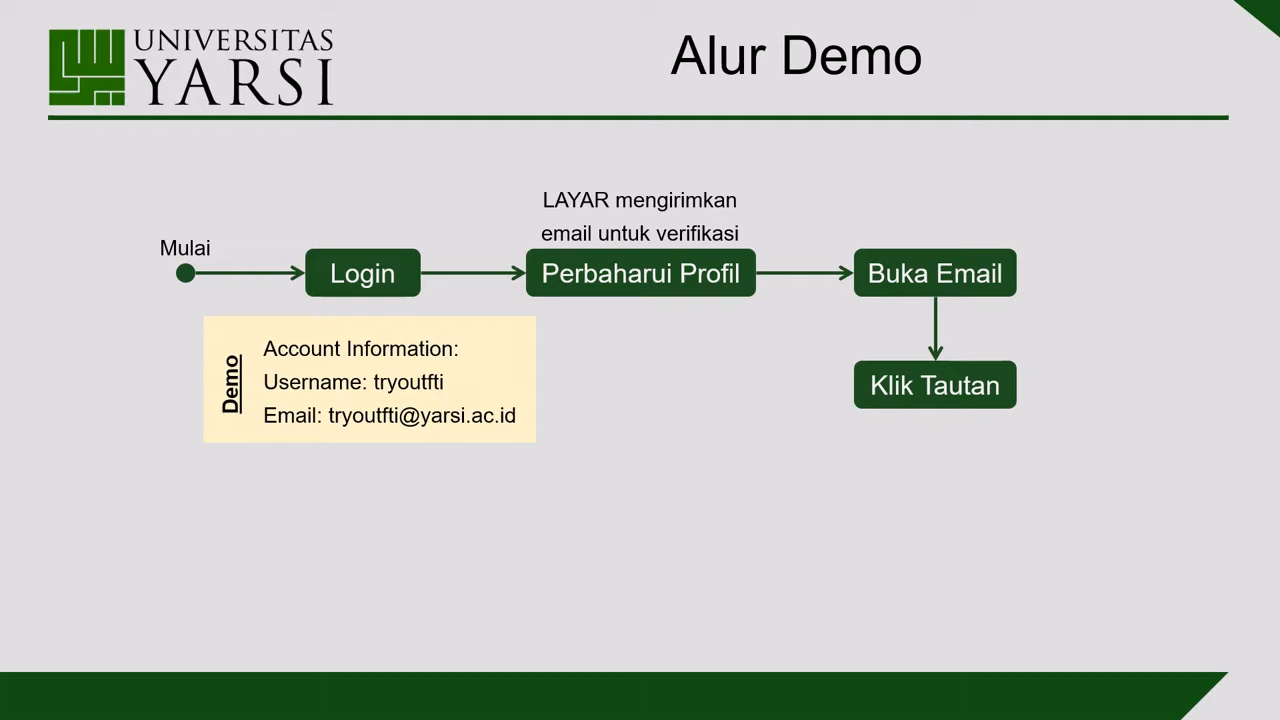 UNIVERSITAS
YARSI
Alur Demo
LAYAR mengirimkan
email untuk verifikasi
Mulai
Login
Perbaharui Profil
Buka Email
Demo
Account Information:
Username: tryoutfti
Email: tryoutfti@yarsi.ac.id
Klik Tautan